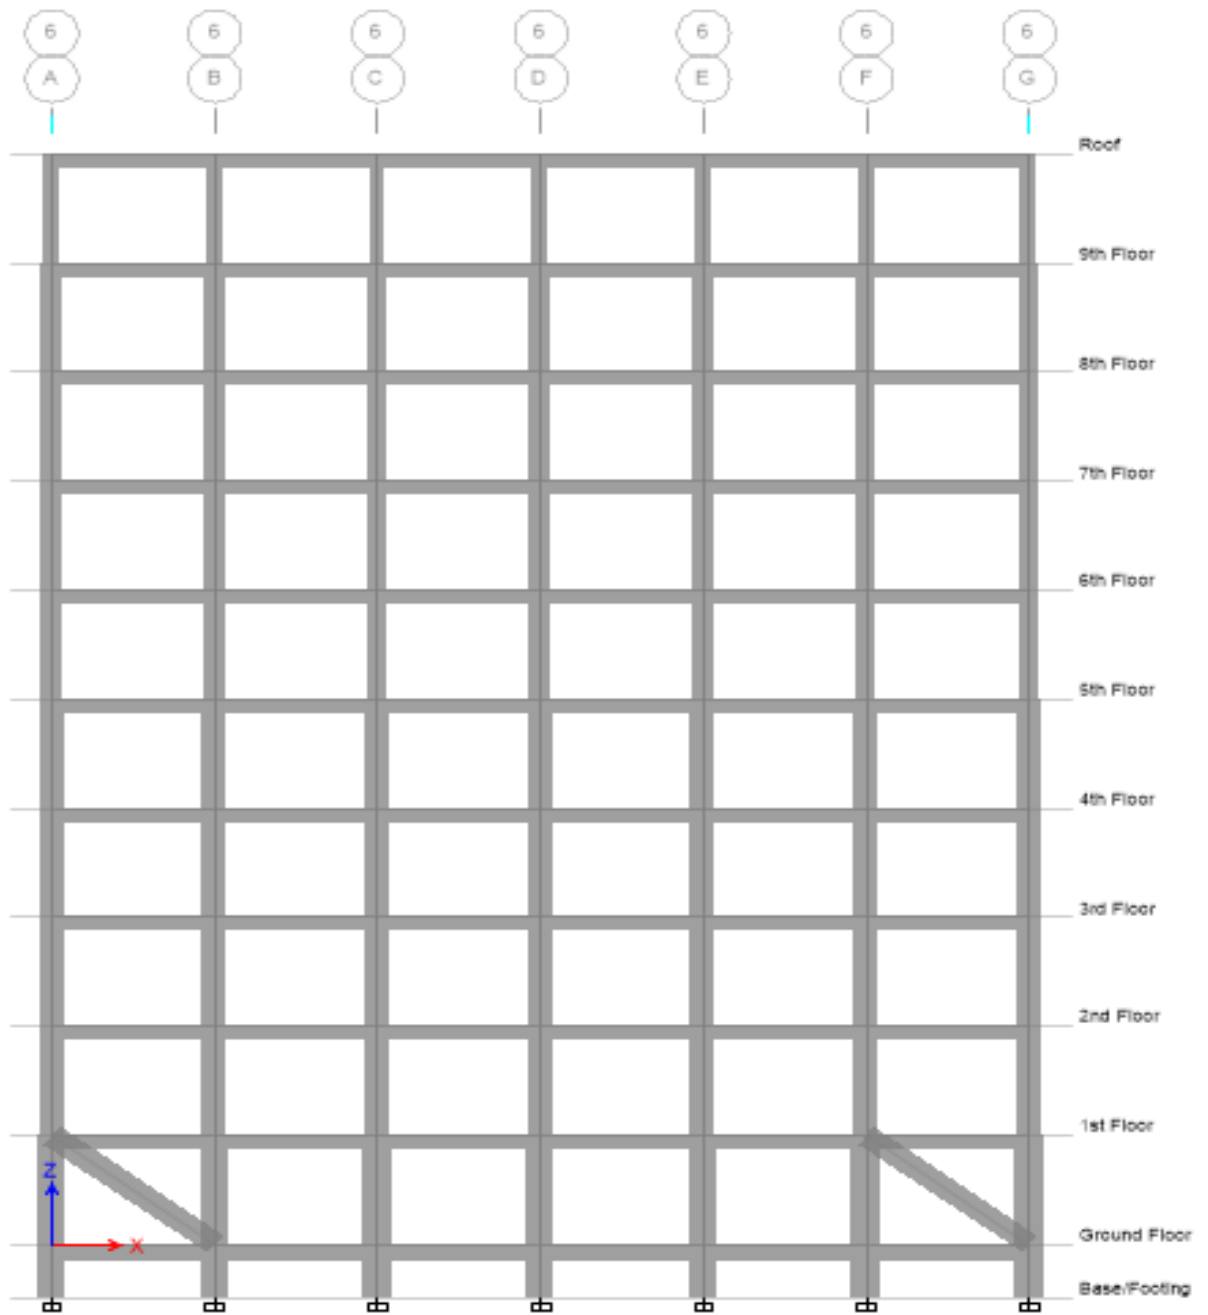 6 6 6 6 6 6 6
A B C D E F G
Roof
9th Floor
8th Floor
7th Floor
6th Floor
5th Floor
4th Floor
3rd Floor
2nd Floor
1st Floor
Z
Ground Floor
X
Base/Footing